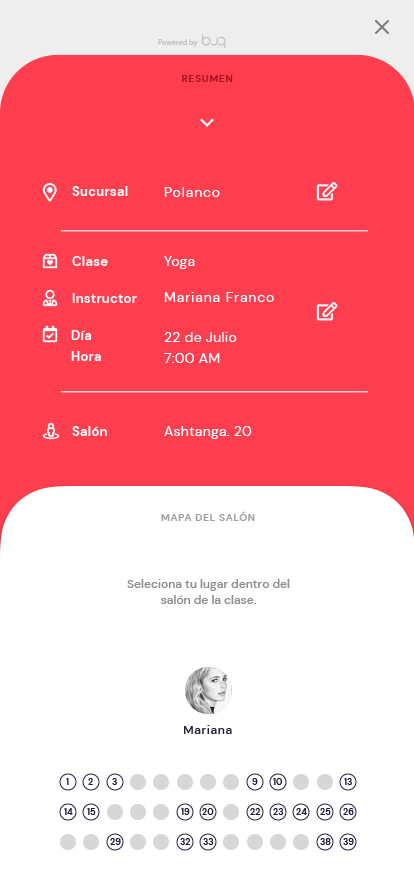 Powered by buq
RESUMEN
Sucursal Polanco
Clase Yoga
Instructor Mariana Franco
Día 22 de Julio
Hora 7:00 AM
Salón Ashtanga. 20
MAPA DEL SALÓN
Selecciona tu lugar dentro del
salón de la clase.
Mariana
1 2 3 9 10 13
14 15 19 20 22 23 24 25 26
29 32 33 38 39